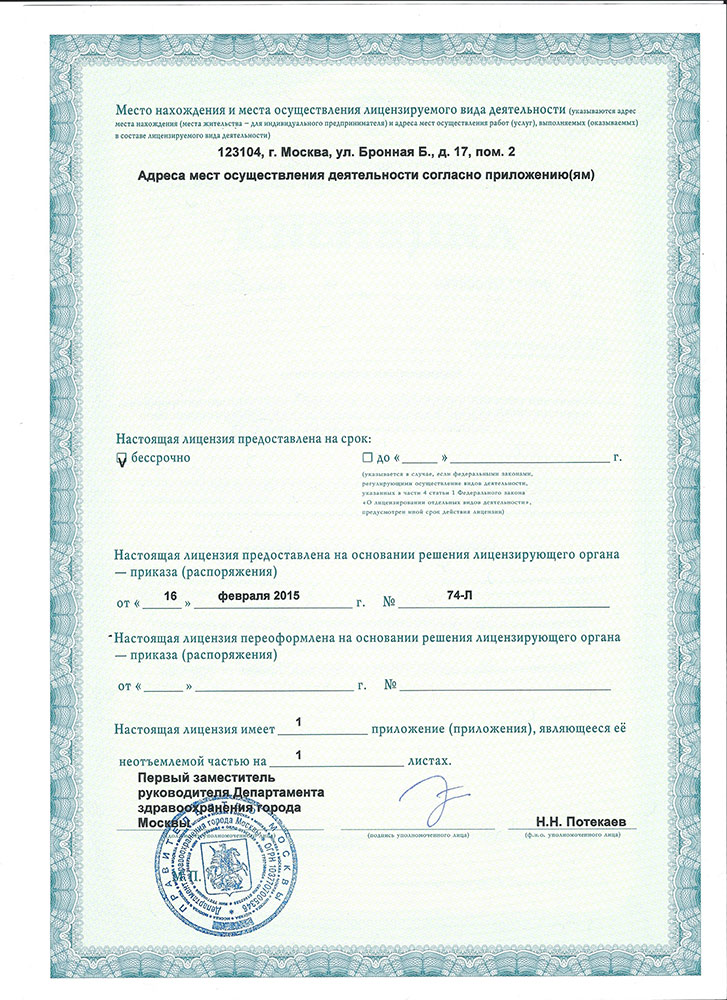 Место нахождения и места осуществления лицензируемого вида деятельности (указываются адрес
места нахождения (места жительства – для индивидуального предпринимателя) и адреса мест осуществления работ (услуг), выполняемых (оказываемых)
в составе лицензируемого вида деятельности)
123104, г. Москва, ул. Бронная Б., д. 17, пом. 2
Адреса мест осуществления деятельности согласно приложению(ям)
Настоящая лицензия предоставлена на срок:
бессрочно до « » г.
(указывается в случае, если федеральными законами,
регулирующими осуществление видов деятельности,
указанных в части 4 статьи 1 Федерального закона
«О лицензировании отдельных видов деятельности»,
предусмотрен иной срок действия лицензии)
Настоящая лицензия предоставлена на основании решения лицензирующего органа
— приказа (распоряжения)
от « 16 » февраля 2015 г. № 74-Л
Настоящая лицензия переоформлена на основании решения лицензирующего органа
— приказа (распоряжения)
от « » г. №
Настоящая лицензия имеет 1 приложение (приложения), являющееся её
неотъемлемой частью на 1 листах.
Первый заместитель
руководителя Департамента
здравоохранения города
Москвы
Н.Н. Потекаев
(подпись уполномоченного лица) (ф.и.о. уполномоченного лица)
М.П.
ПРАВИТЕЛЬСТВО МОСКВЫ
Департамент здравоохранения города Москвы
ОГРН 1037707005346